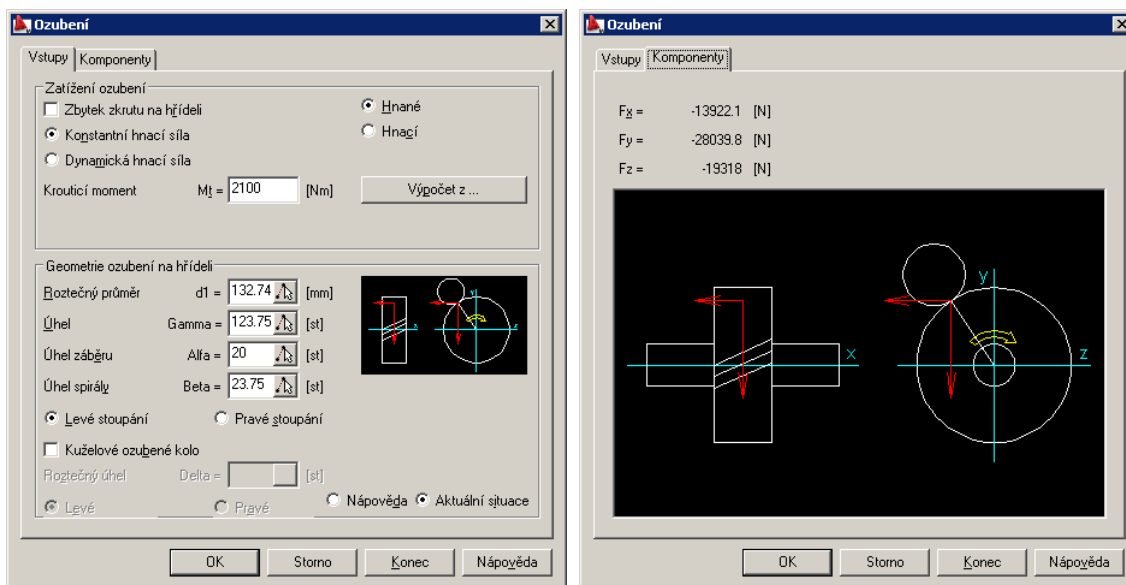 Ozubení
Vstupy Komponenty
Zatížení ozubení
Zbytek zkrutu na hřídeli
Hnané
Konstantní hnací síla
Hnací
Dynamická hnací síla
Krouticí moment Mt = 2100 [Nm] Výpočet z ...
Geometrie ozubení na hřídeli
Roztečný průměr d1 = 132.74 [mm]
Úhel Gamma = 123.75 [st]
Úhel záběru Alfa = 20 [st]
Úhel spirály Beta = 23.75 [st]
Levé stoupání Pravé stoupání
Kuželové ozubené kolo
Roztečný úhel Delta = [st]
Levé Pravé
Nápověda Aktuální situace
OK Storno Konec Nápověda
Ozubení
Vstupy Komponenty
Fx = -13922.1 [N]
Fy = -28039.8 [N]
Fz = -19318 [N]
y
x
z
OK Storno Konec Nápověda